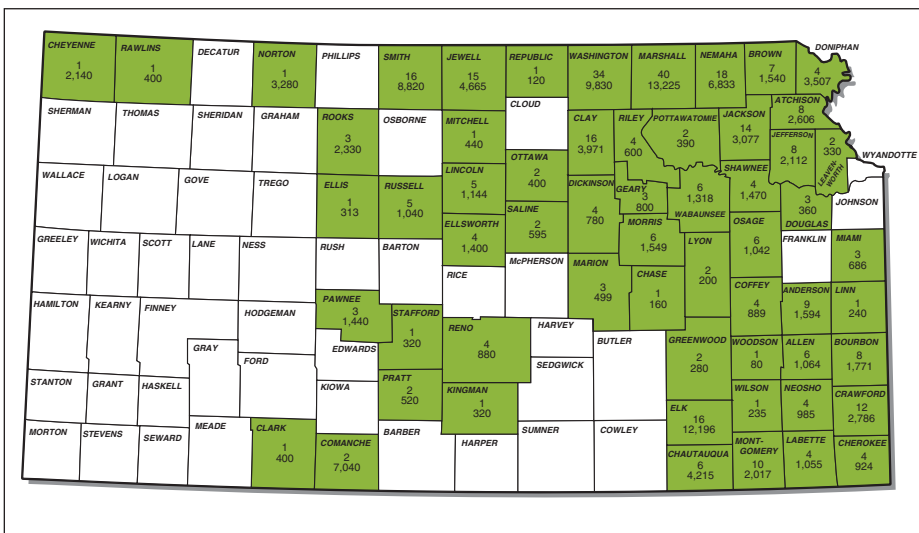 CHEYENNE
1
2,140
RAWLINS
1
400
DECATUR
NORTON
1
3,280
PHILLIPS
SMITH
16
8,820
JEWELL
15
4,665
REPUBLIC
1
120
WASHINGTON
34
9,830
MARSHALL
40
13,225
NEMAHA
18
6,833
BROWN
7
1,540
DONIPHAN
4
3,507
SHERMAN
THOMAS
SHERIDAN
GRAHAM
ROOKS
3
2,330
OSBORNE
MITCHELL
1
440
CLOUD
CLAY
16
3,971
RILEY
4
600
POTTAWATOMIE
2
390
JACKSON
14
3,077
ATCHISON
8
2,606
JEFFERSON
8
2,112
2
330
LEAVEN-
WORTH
WYANDOTTE
WALLACE
LOGAN
GOVE
TREGO
ELLIS
1
313
RUSSELL
5
1,040
LINCOLN
5
1,144
OTTAWA
2
400
DICKINSON
4
780
GEARY
3
800
6
1,318
WABAUNSEE
SHAWNEE
4
1,470
3
360
DOUGLAS
JOHNSON
ELLSWORTH
4
1,400
SALINE
2
595
MORRIS
6
1,549
OSAGE
6
1,042
GREELEY
WICHITA
SCOTT
LANE
NESS
RUSH
BARTON
RICE
McPHERSON
MARION
3
499
CHASE
1
160
LYON
2
200
FRANKLIN
MIAMI
3
686
COFFEY
4
889
ANDERSON
9
1,594
LINN
1
240
HAMILTON
KEARNY
FINNEY
HODGEMAN
PAWNEE
3
1,440
STAFFORD
1
320
RENO
4
880
HARVEY
BUTLER
GREENWOOD
2
280
WOODSON
1
80
ALLEN
6
1,064
BOURBON
8
1,771
GRAY
FORD
EDWARDS
SEDGWICK
STANTON
GRANT
HASKELL
KIOWA
PRATT
2
520
KINGMAN
1
320
ELK
16
12,196
WILSON
1
235
NEOSHO
4
985
CRAWFORD
12
2,786
MORTON
STEVENS
SEWARD
MEADE
CLARK
1
400
COMANCHE
2
7,040
BARBER
HARPER
SUMNER
COWLEY
CHAUTAUQUA
6
4,215
MONT-
GOMERY
10
2,017
LABETTE
4
1,055
CHEROKEE
4
924